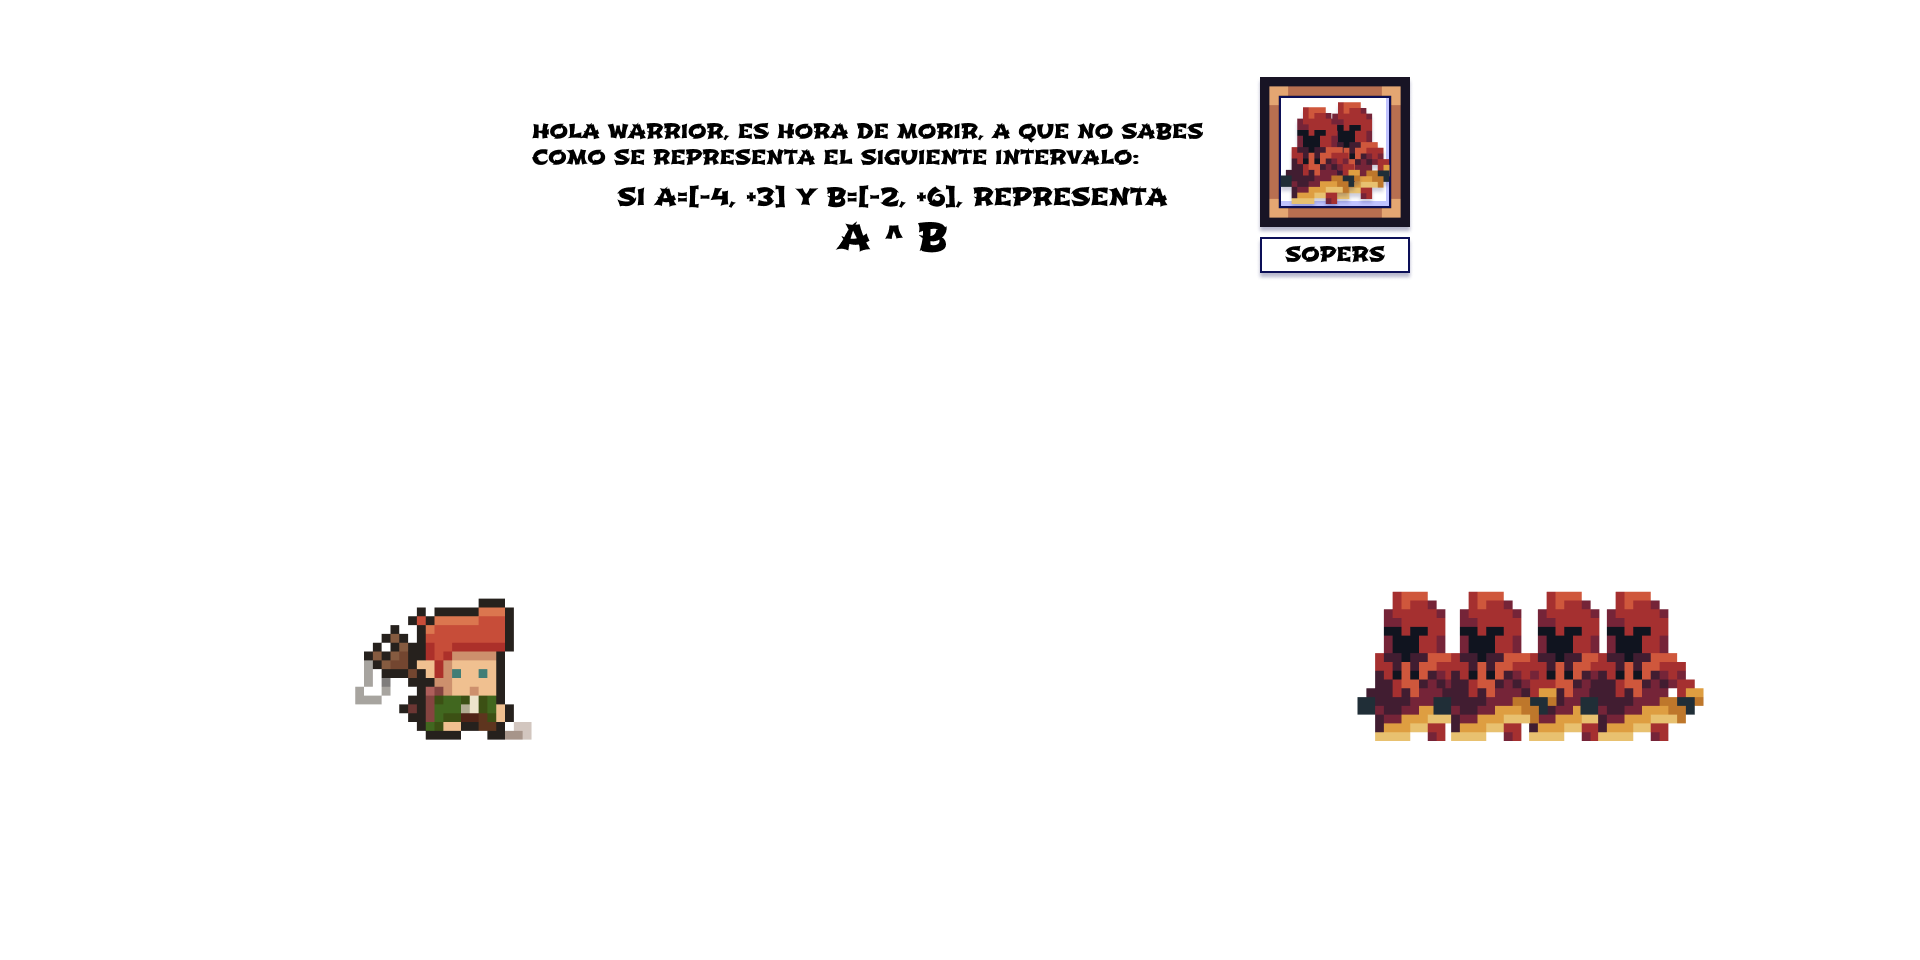 HOLA WARRIOR, ES HORA DE MORIR, A QUE NO SABES
COMO SE REPRESENTA EL SIGUIENTE INTERVALO:
SI A=[-4, +3] Y B=[-2, +6], REPRESENTA
A ^ B
SOPERS